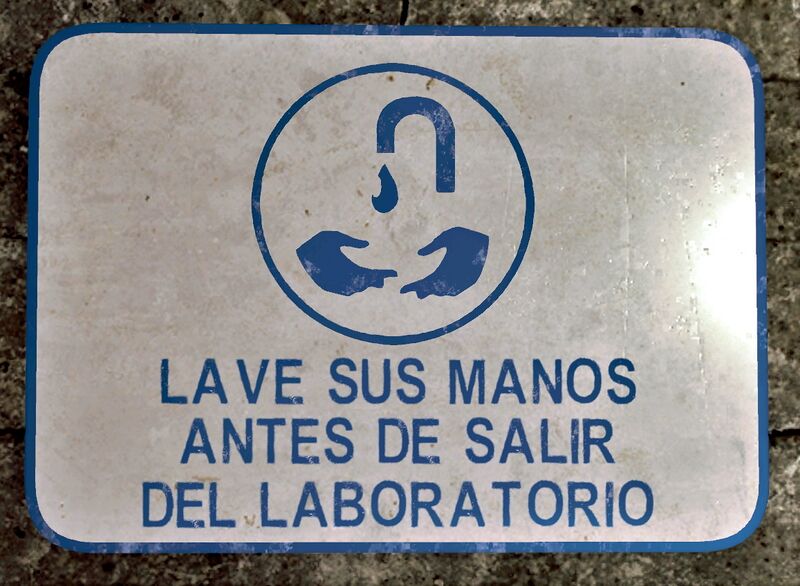 LAVE SUS MANOS
ANTES DE SALIR
DEL LABORATORIO